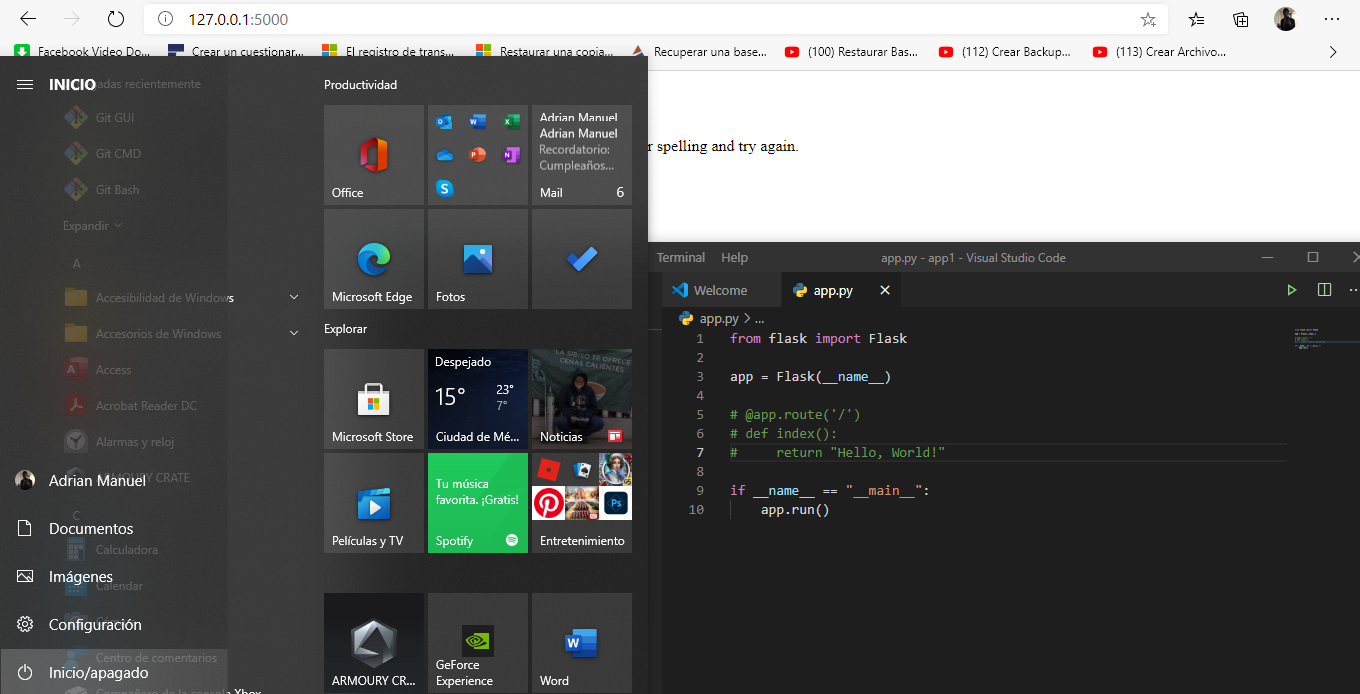 127.0.0.1:5000
Facebook Video Do...
Crear un cuestionar...
El registro de trans...
Restaurar una copia...
Recuperar una base...
(100) Restaurar Bas...
(112) Crear Backup...
(113) Crear Archivo...
r spelling and try again.
INICIO
adas recientemente
Git GUI
Git CMD
Git Bash
Expandir
A
Accesibilidad de Windows
Accesorios de Windows
Access
Acrobat Reader DC
Alarmas y reloj
ARMOURY CRATE
Adrian Manuel
C
Documentos
Calculadora
Imágenes
Calendar
Configuración
Centro de comentarios
Inicio/apagado
Compañero de la consola Xbox
Productividad
Office
Adrian Manuel
Adrian Manuel
Recordatorio:
Cumpleaños...
Mail 6
Microsoft Edge
Fotos
Explorar
Microsoft Store
Despejado
15° 23°
7°
Ciudad de Mé...
LA SIBISO TE OFRECE
CENAS CALIENTES
Noticias
Películas y TV
Tu música
favorita. ¡Gratis!
Spotify
Ps
Entretenimiento
ARMOURY CR...
GeForce
Experience
Word
Terminal Help app.py - app1 - Visual Studio Code
Welcome app.py
app.py > ...
1 from flask import Flask
2
3 app = Flask(__name__)
4
5 # @app.route('/')
6 # def index():
7 #     return "Hello, World!"
8
9 if __name__ == "__main__":
10     app.run()